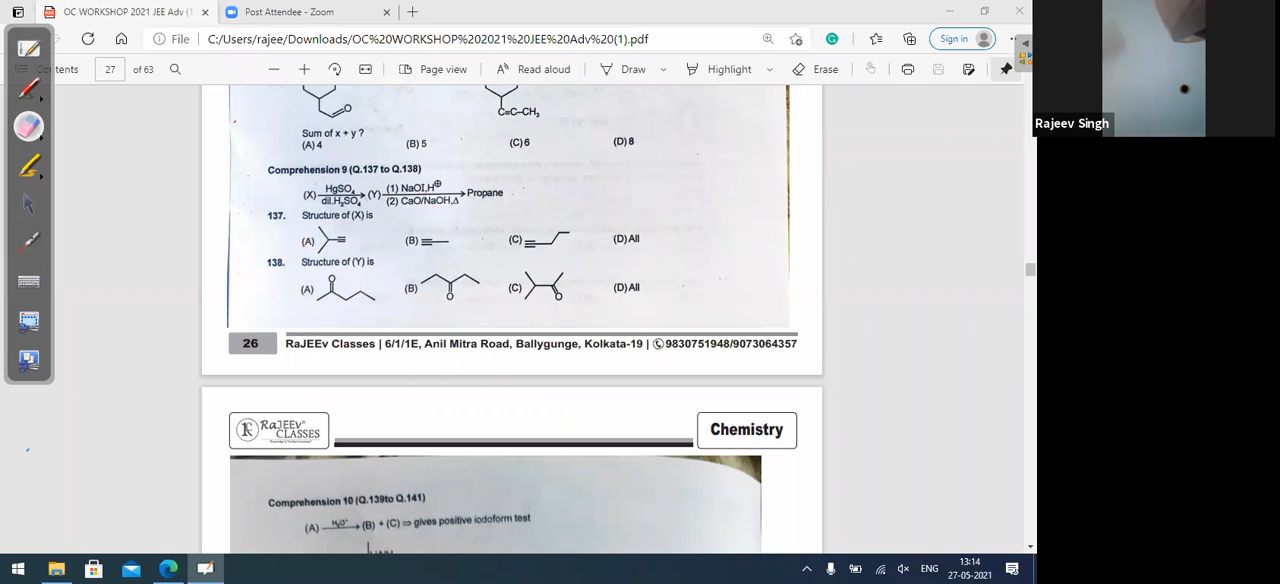 OC WORKSHOP 2021 JEE Adv (1
Post Attendee - Zoom
File
C:/Users/rajee/Downloads/OC%20WORKSHOP%202021%20JEE%20Adv%20(1).pdf
Sign in
Contents
27
of 63
Page view
Read aloud
Draw
Highlight
Erase
Rajeev Singh
O
C=C–CH₃
Sum of x + y ?
(A) 4
(B) 5
(C) 6
(D) 8
Comprehension 9 (Q.137 to Q.138)
(X) HgSO₄ / dil.H₂SO₄ → (Y) (1) NaOI,H⊕ / (2) CaO/NaOH,Δ → Propane
137. Structure of (X) is
(A)
(B)
(C)
(D) All
138. Structure of (Y) is
(A) O
(B) O
(C) O
(D) All
26
RaJEEv Classes | 6/1/1E, Anil Mitra Road, Ballygunge, Kolkata-19 | 9830751948/9073064357
RAJEEV®
CLASSES
Chemistry
Comprehension 10 (Q.139to Q.141)
(A) H₃O⁺ → (B) + (C) ⇒ gives positive iodoform test
ENG
13:14
27-05-2021